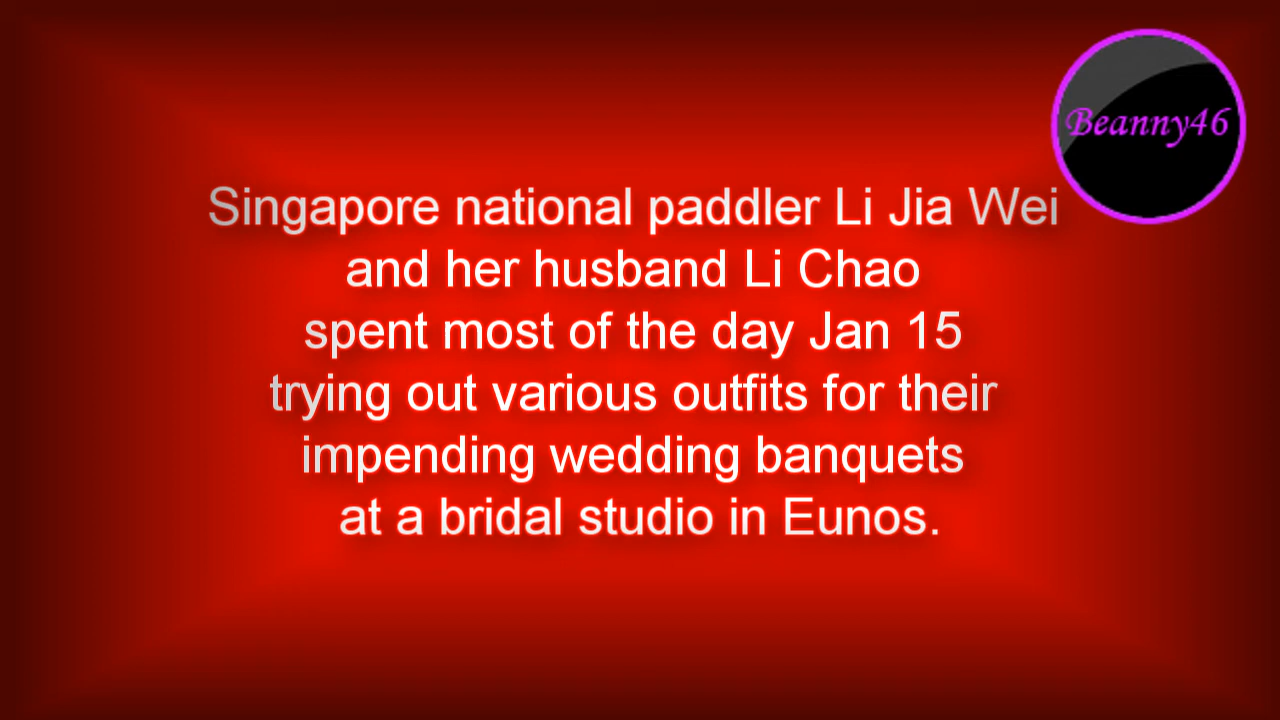 Beanny46
Singapore national paddler Li Jia Wei
and her husband Li Chao
spent most of the day Jan 15
trying out various outfits for their
impending wedding banquets
at a bridal studio in Eunos.